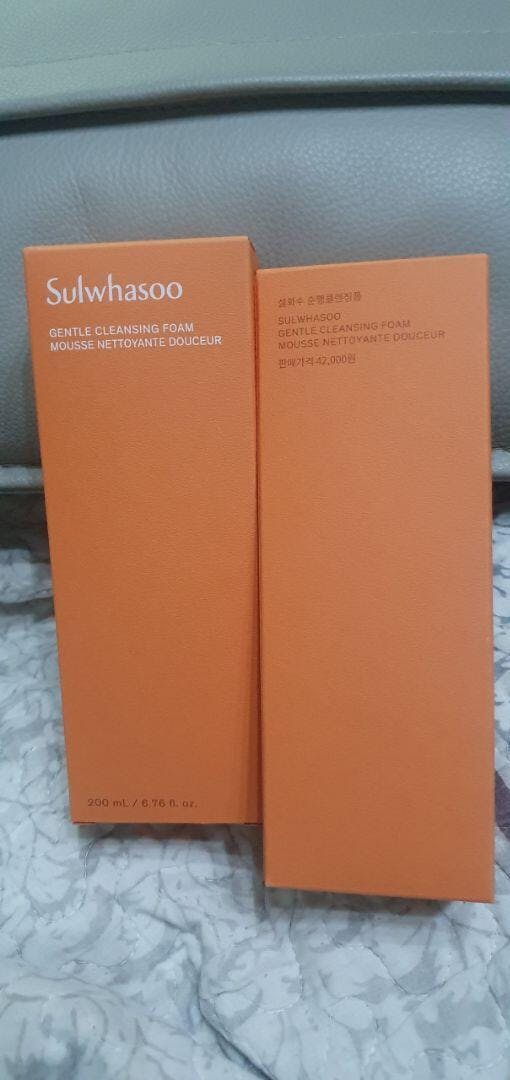 Sulwhasoo
GENTLE CLEANSING FOAM
MOUSSE NETTOYANTE DOUCEUR
200 mL / 6.76 fl. oz.
설화수 순행클렌징폼
SULWHASOO
GENTLE CLEANSING FOAM
MOUSSE NETTOYANTE DOUCEUR
판매가격 42,000원